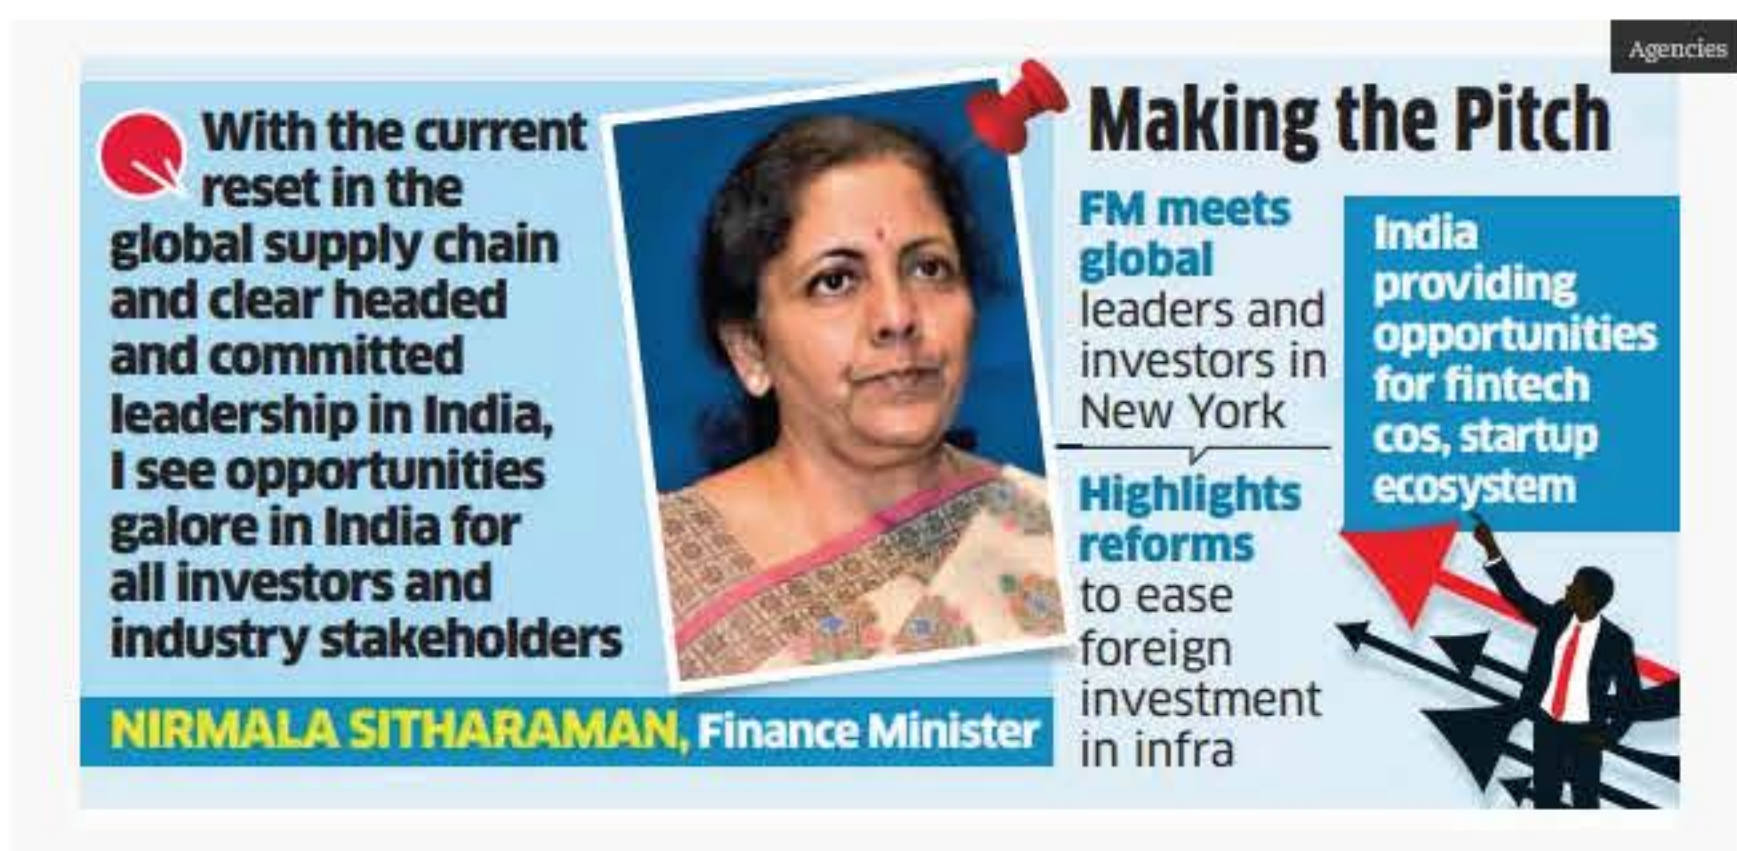 Agencies
With the current
reset in the
global supply chain
and clear headed
and committed
leadership in India,
I see opportunities
galore in India for
all investors and
industry stakeholders
NIRMALA SITHARAMAN, Finance Minister
Making the Pitch
FM meets
global
leaders and
investors in
New York
Highlights
reforms
to ease
foreign
investment
in infra
India
providing
opportunities
for fintech
cos, startup
ecosystem